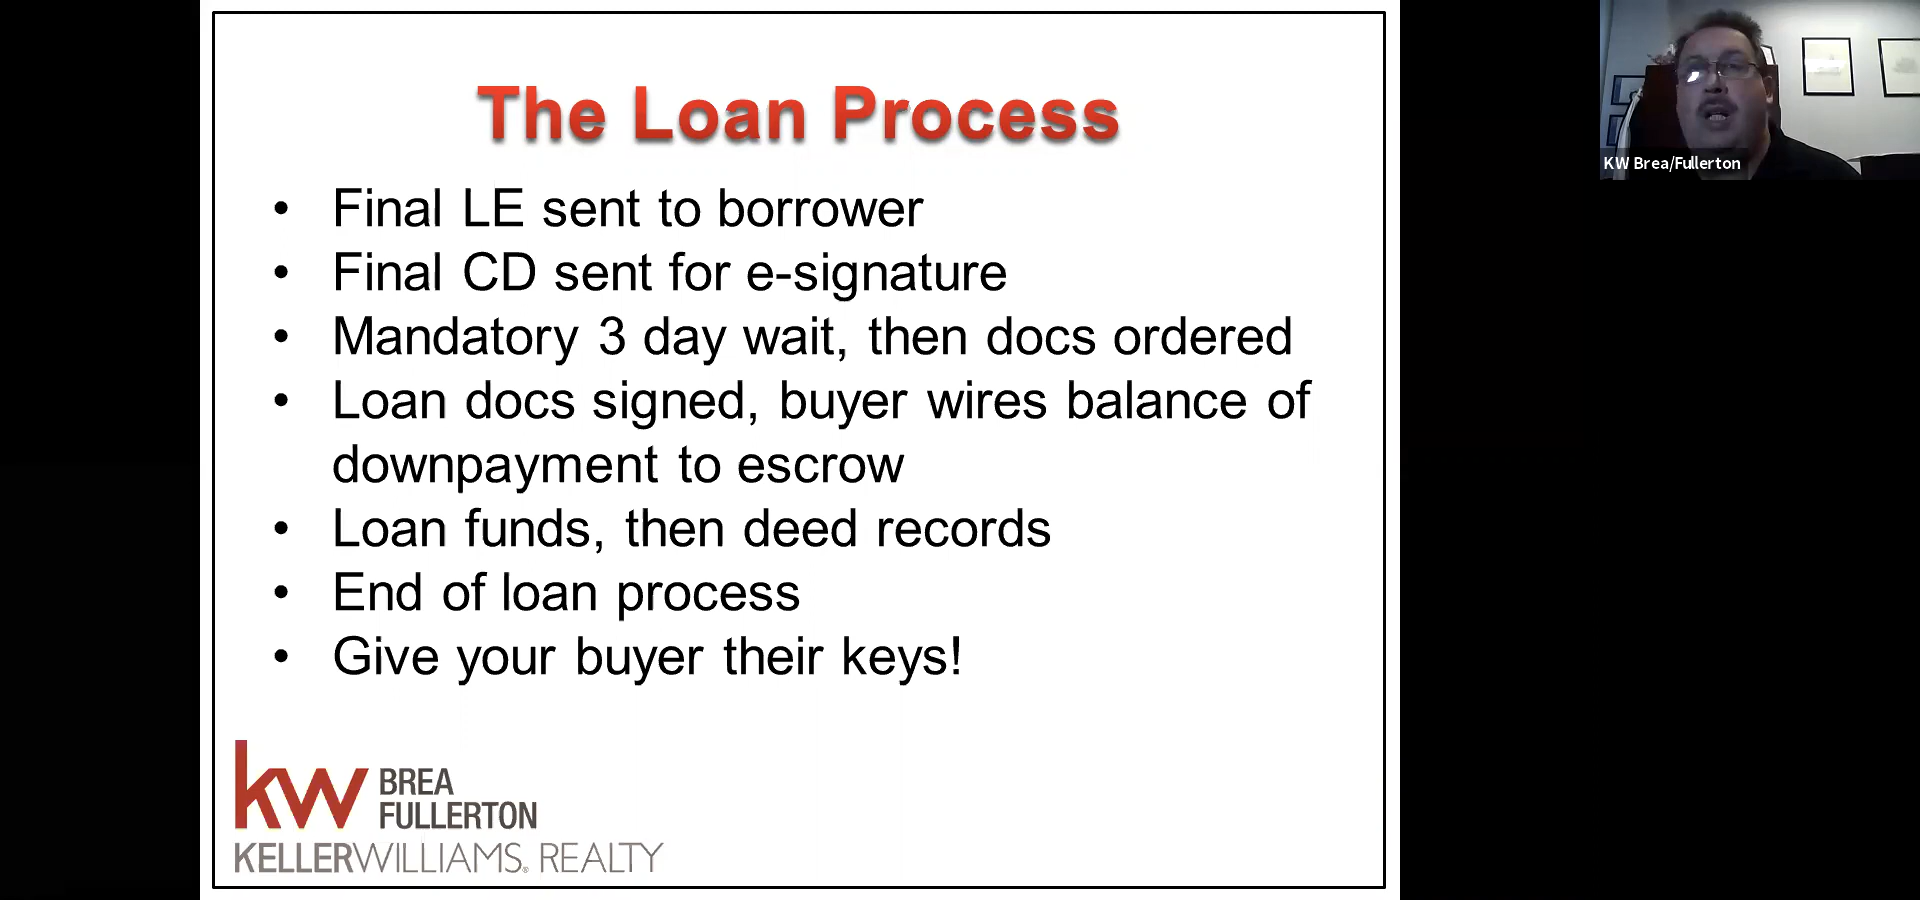 The Loan Process
• Final LE sent to borrower
• Final CD sent for e-signature
• Mandatory 3 day wait, then docs ordered
• Loan docs signed, buyer wires balance of
downpayment to escrow
• Loan funds, then deed records
• End of loan process
• Give your buyer their keys!
kw BREA
FULLERTON
KELLERWILLIAMS. REALTY
KW Brea/Fullerton